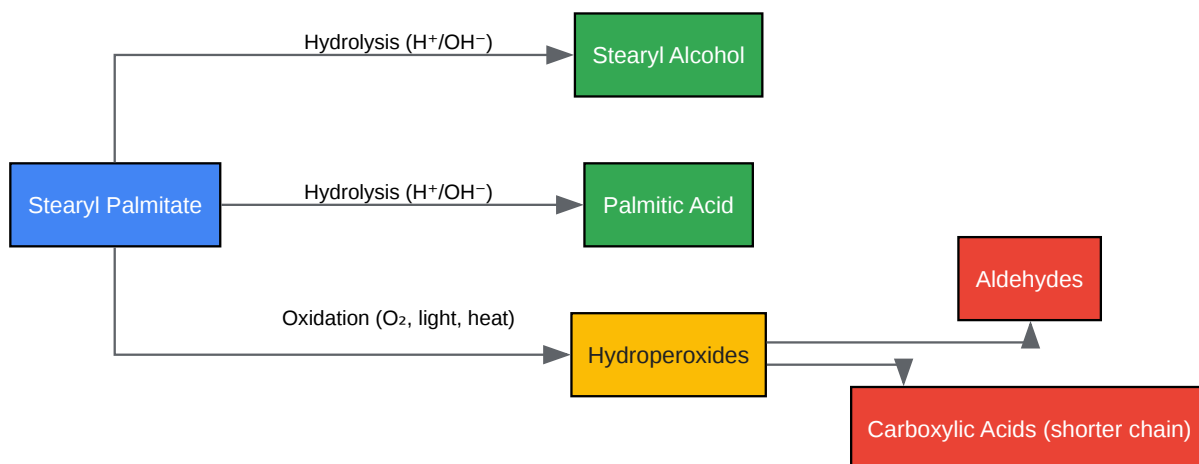 Hydrolysis (H⁺/OH⁻)
Stearyl Alcohol
Stearyl Palmitate
Hydrolysis (H⁺/OH⁻)
Palmitic Acid
Oxidation (O₂, light, heat)
Hydroperoxides
Aldehydes
Carboxylic Acids (shorter chain)